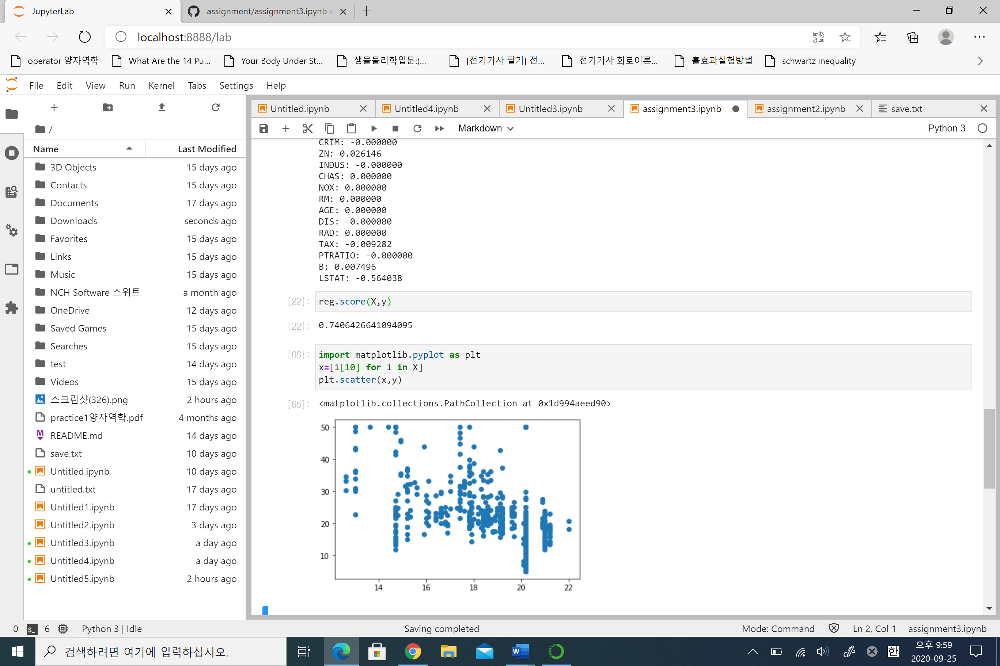 JupyterLab
assignment/assignment3.ipynb a
localhost:8888/lab
operator 양자역학
What Are the 14 Pu...
Your Body Under St...
생물물리학입문:)...
[전기기사 필기] 전...
전기기사 회로이론...
홀효과실험방법
schwartz inequality
File Edit View Run Kernel Tabs Settings Help
/
Name Last Modified
3D Objects 15 days ago
Contacts 15 days ago
Documents 17 days ago
Downloads seconds ago
Favorites 15 days ago
Links 15 days ago
Music 15 days ago
NCH Software 스위트 a month ago
OneDrive 12 days ago
Saved Games 15 days ago
Searches 15 days ago
test 14 days ago
Videos 15 days ago
스크린샷(326).png 2 hours ago
practice1양자역학.pdf 4 months ago
README.md 14 days ago
save.txt 10 days ago
Untitled.ipynb 10 days ago
untitled.txt 17 days ago
Untitled1.ipynb 17 days ago
Untitled2.ipynb 3 days ago
Untitled3.ipynb a day ago
Untitled4.ipynb a day ago
Untitled5.ipynb 2 hours ago
Untitled.ipynb Untitled4.ipynb Untitled3.ipynb assignment3.ipynb assignment2.ipynb save.txt
Markdown Python 3
CRIM: -0.000000
ZN: 0.026146
INDUS: -0.000000
CHAS: 0.000000
NOX: 0.000000
RM: 0.000000
AGE: 0.000000
DIS: -0.000000
RAD: 0.000000
TAX: -0.009282
PTRATIO: -0.000000
B: 0.007496
LSTAT: -0.564038
[22]: reg.score(X,y)
[22]: 0.7406426641094095
[66]: import matplotlib.pyplot as plt
x=[i[10] for i in X]
plt.scatter(x,y)
[66]: <matplotlib.collections.PathCollection at 0x1d994aeed90>
50
40
30
20
10
14 16 18 20 22
0 $_ 6 Python 3 | Idle Saving completed Mode: Command Ln 2, Col 1 assignment3.ipynb
검색하려면 여기에 입력하십시오.
한
오후 9:59
2020-09-25